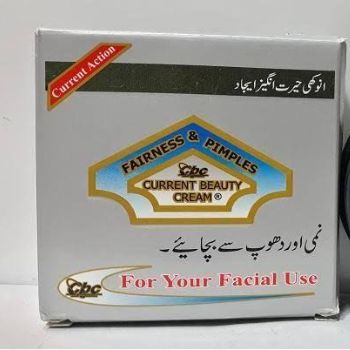 Current Action
انوکھی حیرت انگیز ایجاد
FAIRNESS & PIMPLES
Cbc
CURRENT BEAUTY
CREAM®
نمی اور دھوپ سے بچائیے۔
Cbc
For Your Facial Use